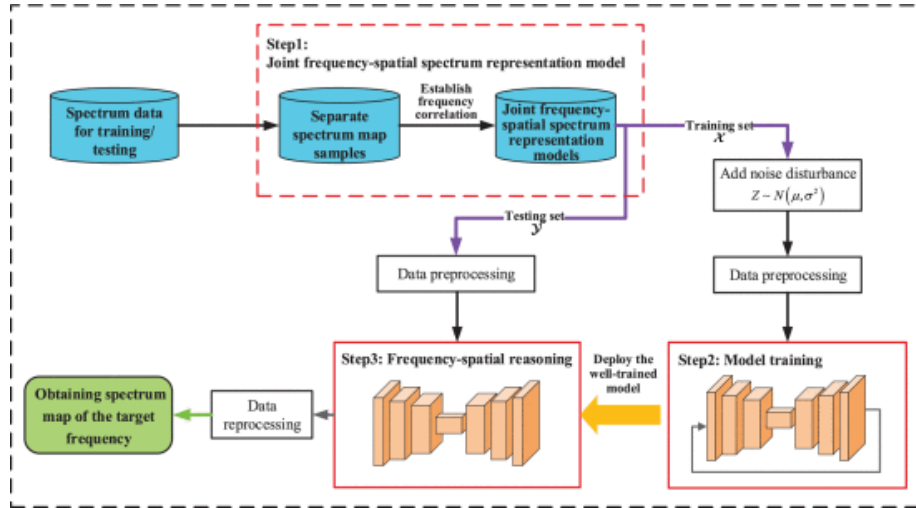 Step1:
Joint frequency-spatial spectrum representation model
Spectrum data
for training/
testing
Separate
spectrum map
samples
Establish
frequency
correlation
Joint frequency-
spatial spectrum
representation
models
Training set
𝒳
Add noise disturbance
Z ~ N(μ,σ²)
Testing set
𝒴
Data preprocessing
Data preprocessing
Step3: Frequency-spatial reasoning
Deploy the
well-trained
model
Step2: Model training
Obtaining spectrum
map of the target
frequency
Data
reprocessing